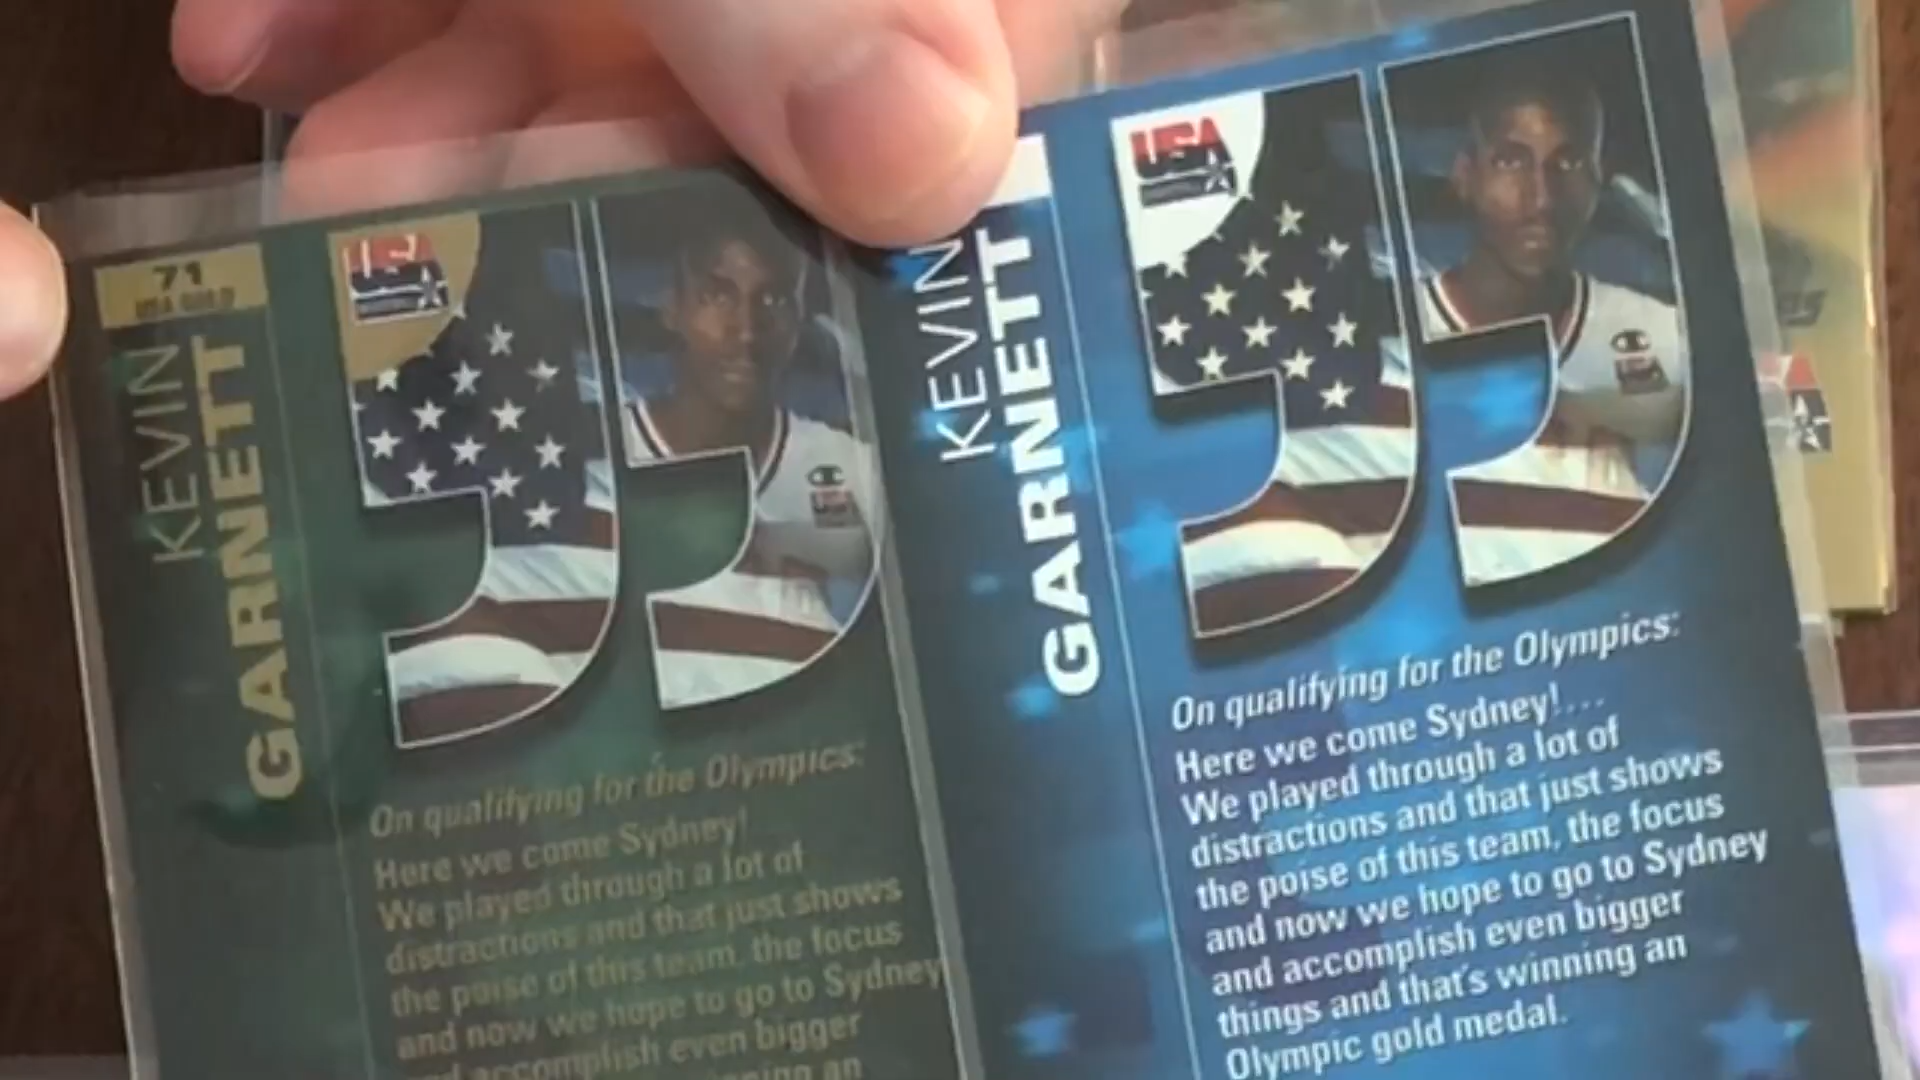 71
USA GOLD
KEVIN
GARNETT
USA
USA
On qualifying for the Olympics:
Here we come Sydney!
We played through a lot of
distractions and that just shows
the poise of this team, the focus
and now we hope to go to Sydney
and accomplish even bigger
an
KEVIN
GARNETT
USA
USA
On qualifying for the Olympics:
Here we come Sydney!....
We played through a lot of
distractions and that just shows
the poise of this team, the focus
and now we hope to go to Sydney
and accomplish even bigger
things and that's winning an
Olympic gold medal.